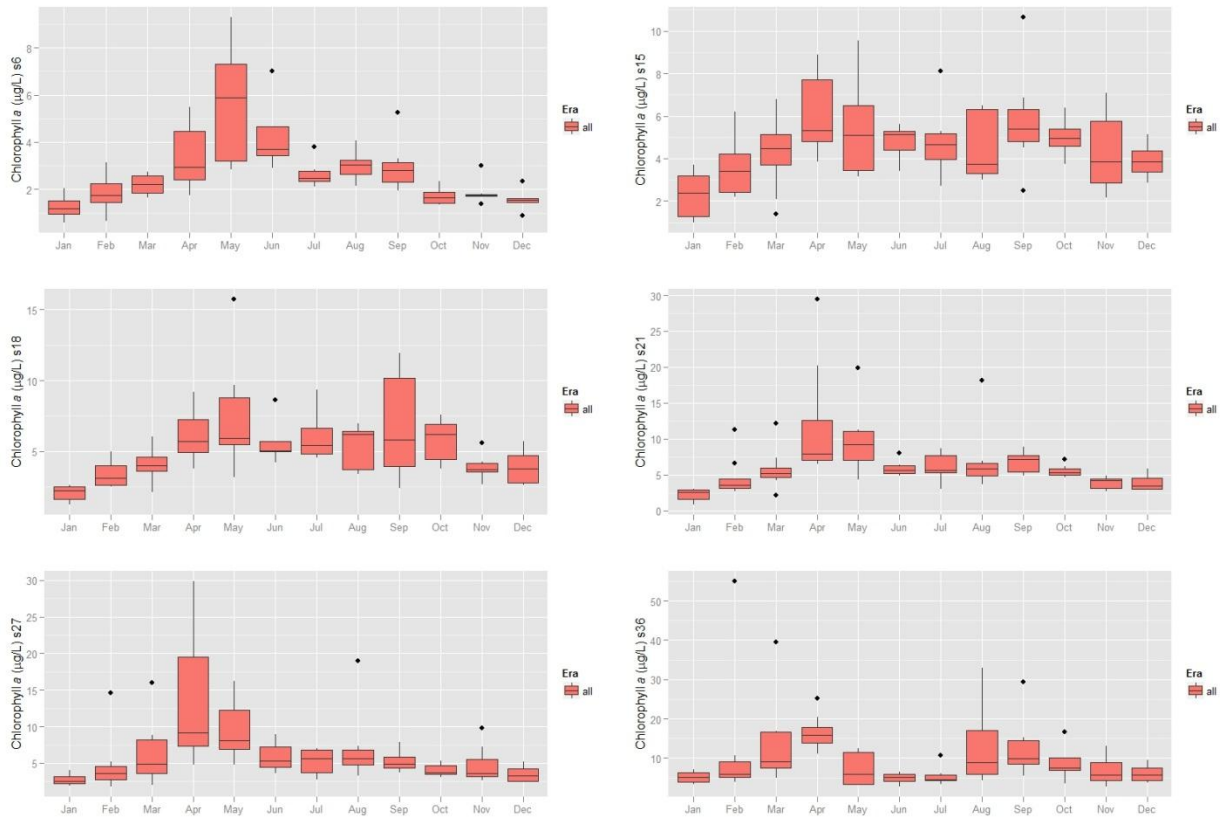 Chlorophyll a (µg/L) s6
8
6
4
2
Jan Feb Mar Apr May Jun Jul Aug Sep Oct Nov Dec
Era
all
Chlorophyll a (µg/L) s15
10
8
6
4
2
Jan Feb Mar Apr May Jun Jul Aug Sep Oct Nov Dec
Era
all
Chlorophyll a (µg/L) s18
15
10
5
Jan Feb Mar Apr May Jun Jul Aug Sep Oct Nov Dec
Era
all
Chlorophyll a (µg/L) s21
30
25
20
15
10
5
0
Jan Feb Mar Apr May Jun Jul Aug Sep Oct Nov Dec
Era
all
Chlorophyll a (µg/L) s27
30
25
20
15
10
5
Jan Feb Mar Apr May Jun Jul Aug Sep Oct Nov Dec
Era
all
Chlorophyll a (µg/L) s36
50
40
30
20
10
Jan Feb Mar Apr May Jun Jul Aug Sep Oct Nov Dec
Era
all